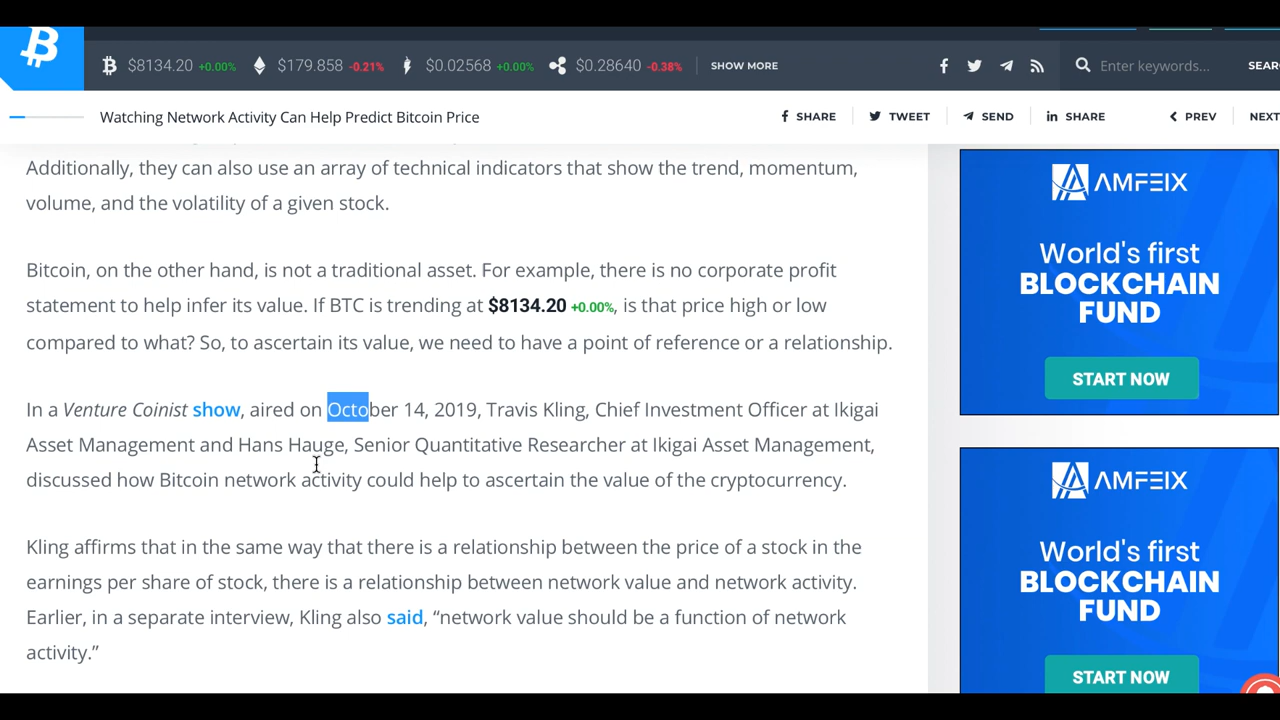 $8134.20 +0.00% $179.858 -0.21% $0.02568 +0.00% $0.28640 -0.38% SHOW MORE Enter keywords... SEAR
Watching Network Activity Can Help Predict Bitcoin Price SHARE TWEET SEND SHARE PREV NEXT
Additionally, they can also use an array of technical indicators that show the trend, momentum,
volume, and the volatility of a given stock.
Bitcoin, on the other hand, is not a traditional asset. For example, there is no corporate profit
statement to help infer its value. If BTC is trending at $8134.20 +0.00%, is that price high or low
compared to what? So, to ascertain its value, we need to have a point of reference or a relationship.
In a Venture Coinist show, aired on October 14, 2019, Travis Kling, Chief Investment Officer at Ikigai
Asset Management and Hans Hauge, Senior Quantitative Researcher at Ikigai Asset Management,
discussed how Bitcoin network activity could help to ascertain the value of the cryptocurrency.
Kling affirms that in the same way that there is a relationship between the price of a stock in the
earnings per share of stock, there is a relationship between network value and network activity.
Earlier, in a separate interview, Kling also said, “network value should be a function of network
activity.”
AMFEIX
World's first
BLOCKCHAIN
FUND
START NOW
AMFEIX
World's first
BLOCKCHAIN
FUND
START NOW